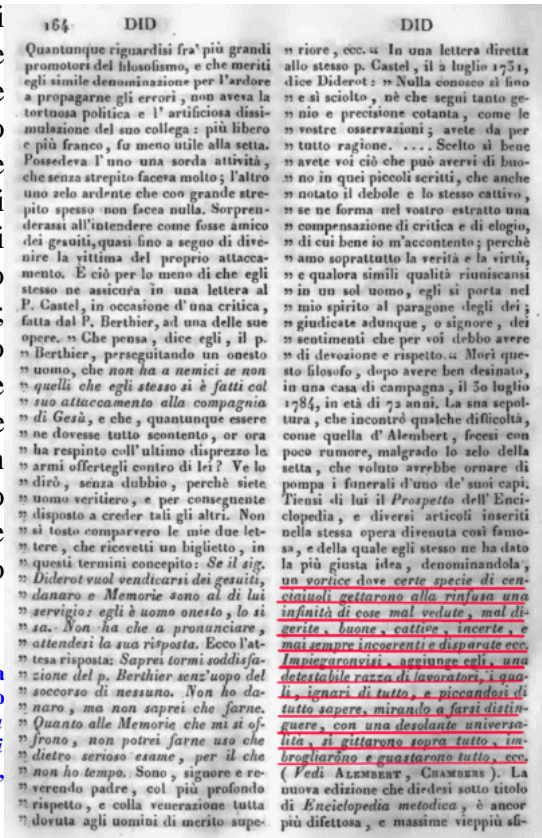 164 DID
Quantunque riguardisi fra' più grandi
promotori del filosofismo, e che meriti
egli simile denominazione per l'ardore
a propagarne gli errori, non aveva la
tortuosa politica e l'artificiosa dissi-
mulazione del suo collega : più libero
e più franco, fu meno utile alla setta.
Possedeva l'uno una sorda attività,
che senza strepito faceva molto ; l'altro
uno zelo ardente che con grande stre-
pito spesso non facea nulla. Sorpren-
derassi all'intendere come fosse amico
dei gesuiti, quasi fino a segno di dive-
nire la vittima del proprio attacca-
mento. E ciò per lo meno di che egli
stesso ne assicura in una lettera al
P. Castel, in occasione d'una critica,
fatta dal P. Berthier, ad una delle sue
opere. „ Che pensa, dice egli, il p.
„ Berthier, perseguitando un onesto
„ uomo, che non ha a nemici se non
„ quelli che egli stesso si è fatti col
„ suo attaccamento alla compagnia
„ di Gesù, e che, quantunque essere
„ ne dovesse tutto scontento, or ora
„ ha respinto coll'ultimo disprezzo le
„ armi offertegli contro di lei ? Ve lo
„ dirò, senza dubbio, perchè siete
„ uomo veritiero, e per conseguente
„ disposto a creder tali gli altri. Non
„ sì tosto comparvero le mie due let-
„ tere, che ricevetti un biglietto, in
„ questi termini concepito: Se il sig.
„ Diderot vuol vendicarsi dei gesuiti,
„ danaro e Memorie sono al di lui
„ servigio: egli è uomo onesto, lo si
„ sa. Non ha che a pronunciare,
„ attendesi la sua risposta. Ecco l'at-
„ tesa risposta: Saprei tormi soddisfa-
„ zione del p. Berthier senz'uopo del
„ soccorso di nessuno. Non ho da-
„ naro, ma non saprei che farne.
„ Quanto alle Memorie che mi si of-
„ frono, non potrei farne uso che
„ dietro serioso esame, per il che
„ non ho tempo. Sono, signore e re-
„ verendo padre, col più profondo
„ rispetto, e colla venerazione tutta
„ dovuta agli uomini di merito supe-
DID
„ riore, ecc.“ In una lettera diretta
allo stesso p. Castel, il 2 luglio 1751,
dice Diderot: „ Nulla conosco sì fino
„ e sì sciolto, nè che segni tanto ge-
„ nio e precisione cotanta, come le
„ vostre osservazioni ; avete da per
„ tutto ragione. . . . . Scelto sì bene
„ avete voi ciò che può avervi di buo-
„ no in quei piccoli scritti, che anche
„ notato il debole e lo stesso cattivo,
„ se ne forma nel vostro estratto una
„ compensazione di critica e di elogio,
„ di cui bene io m'accontento ; perchè
„ amo soprattutto la verità e la virtù,
„ e qualora simili qualità riuniscansi
„ in un sol uomo, egli si porta nel
„ mio spirito al paragone degli dei ;
„ giudicate adunque, o signore, dei
„ sentimenti che per voi debbo avere
„ di devozione e rispetto.“ Morì que-
sto filosofo, dopo avere ben desinato,
in una casa di campagna, il 30 luglio
1784, in età di 72 anni. La sua sepol-
tura, che incontrò qualche difficoltà,
come quella d'Alembert, fecesi con
poco rumore, malgrado lo zelo della
setta, che voluto avrebbe ornare di
pompa i funerali d'uno de' suoi capi.
Tiensi di lui il Prospetto dell'Enci-
clopedia, e diversi articoli inseriti
nella stessa opera divenuta così famo-
sa, e della quale egli stesso ne ha dato
la più giusta idea, denominandola,
un vortice dove certe specie di cen-
ciaiuoli gettarono alla rinfusa una
infinità di cose mal vedute, mal di-
gerite, buone, cattive, incerte, e
mai sempre incoerenti e disparate ecc.
Impiegaronvisi, aggiunge egli, una
detestabile razza di lavoratori, i qua-
li, ignari di tutto, e piccandosi di
tutto sapere, mirando a farsi distin-
guere, con una desolante universa-
lità, si gittarono sopra tutto, im-
brogliarono e guastarono tutto, ecc.
( Vedi ALEMBERT, CHAMBERS ). La
nuova edizione che diedesi sotto titolo
di Enciclopedia metodica, è ancor
più difettosa, e massime vieppiù sfi-